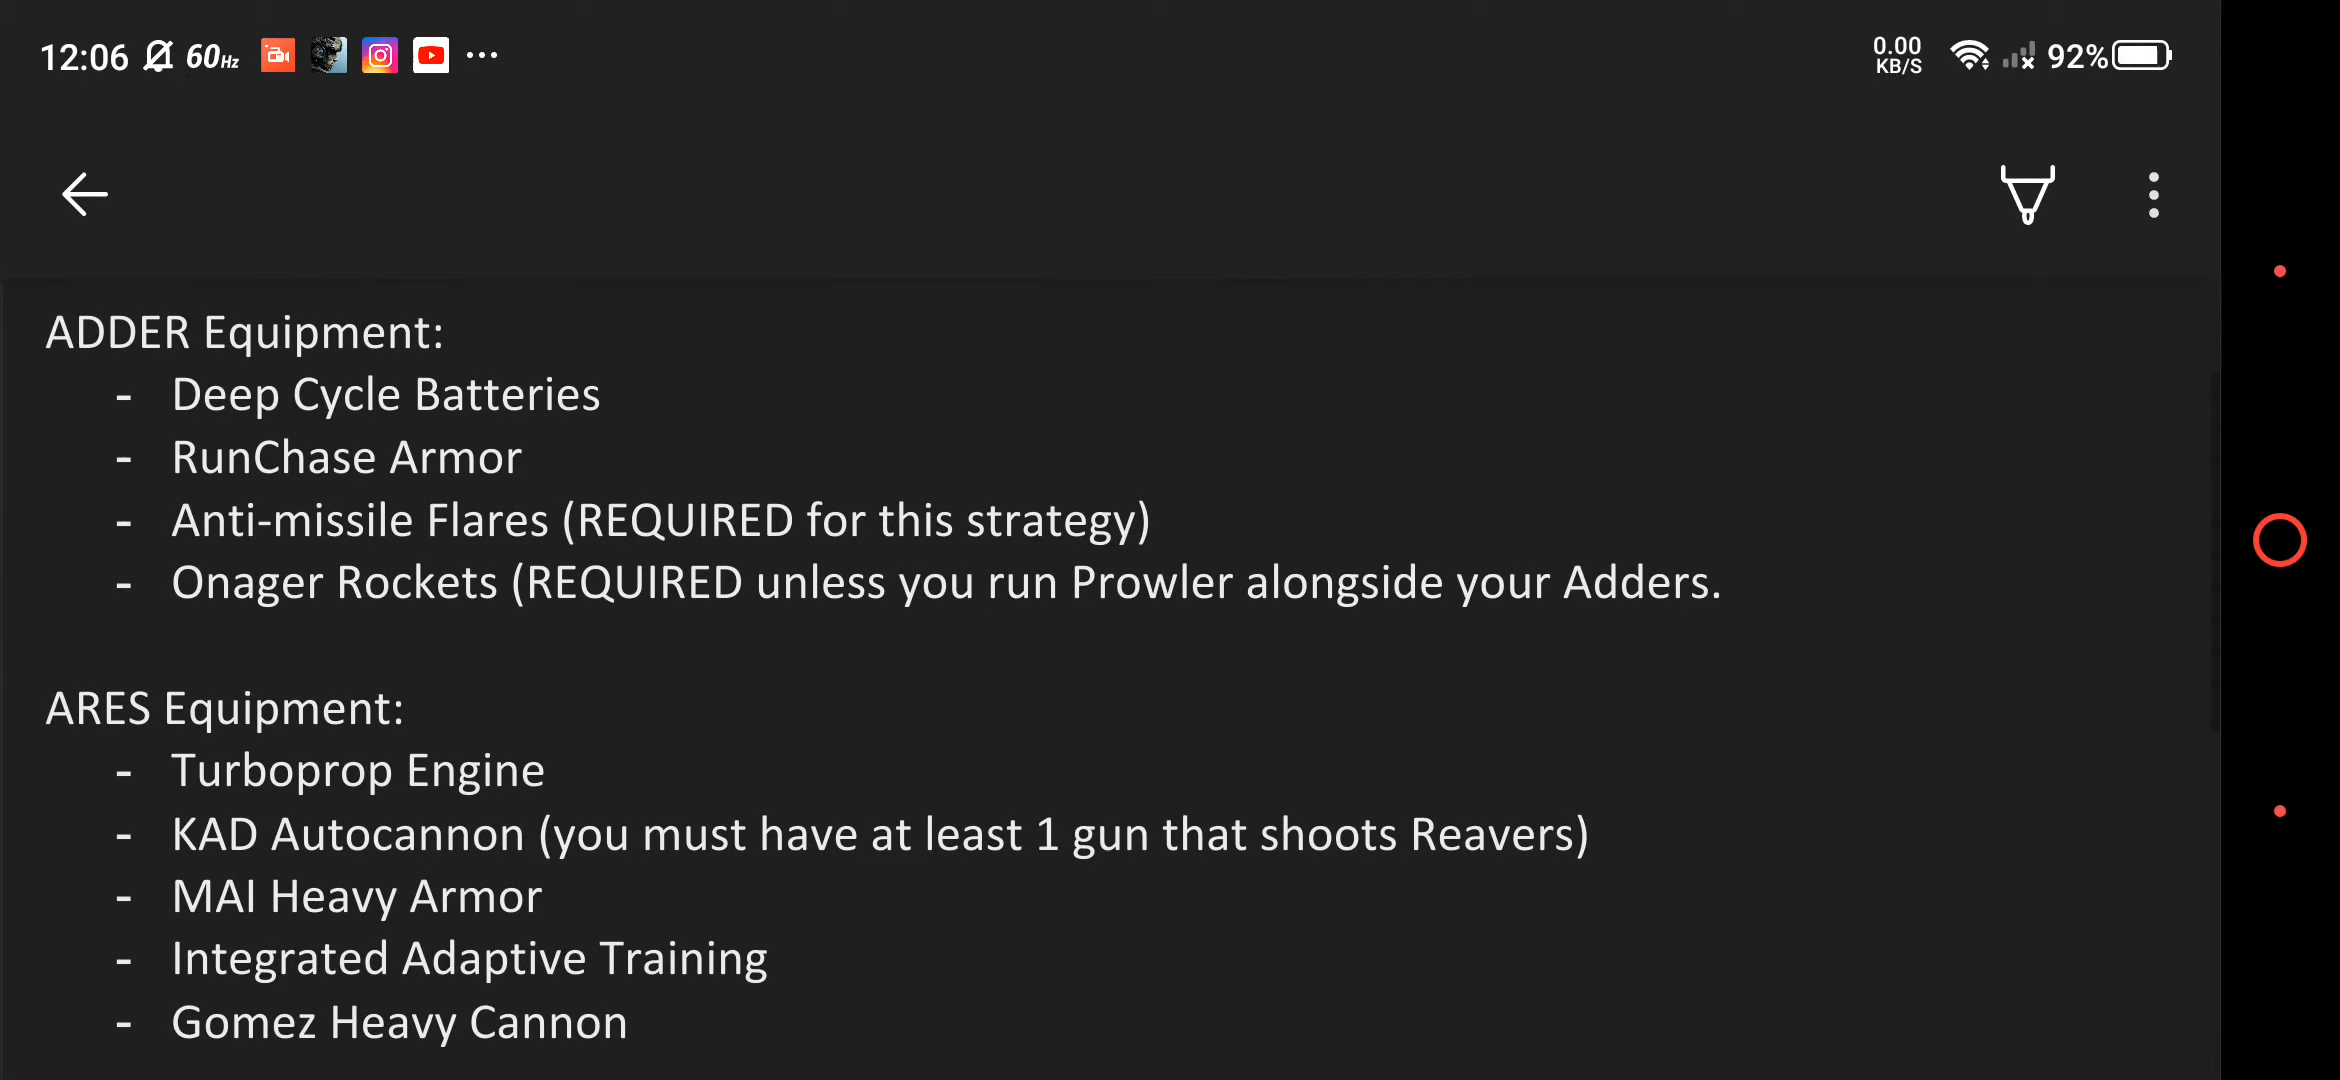 12:06 60Hz 0.00 KB/S 92%
ADDER Equipment:
- Deep Cycle Batteries
- RunChase Armor
- Anti-missile Flares (REQUIRED for this strategy)
- Onager Rockets (REQUIRED unless you run Prowler alongside your Adders.
ARES Equipment:
- Turboprop Engine
- KAD Autocannon (you must have at least 1 gun that shoots Reavers)
- MAI Heavy Armor
- Integrated Adaptive Training
- Gomez Heavy Cannon